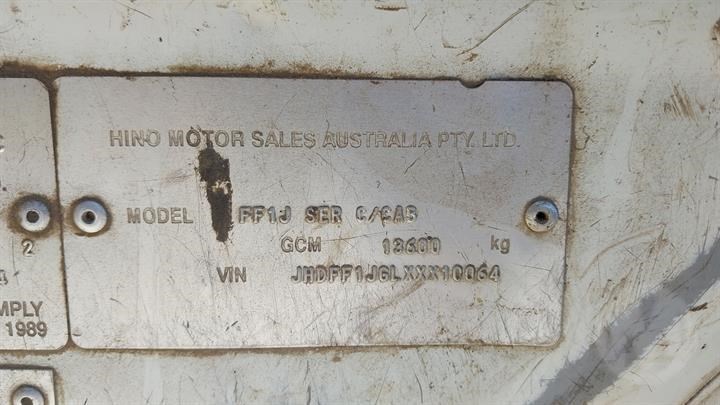 HINO MOTOR SALES AUSTRALIA PTY. LTD.
MODEL FF1J SER C/CAB
GCM 13600 kg
VIN JHDFF1JGLXXX10064
2
MPLY
1989